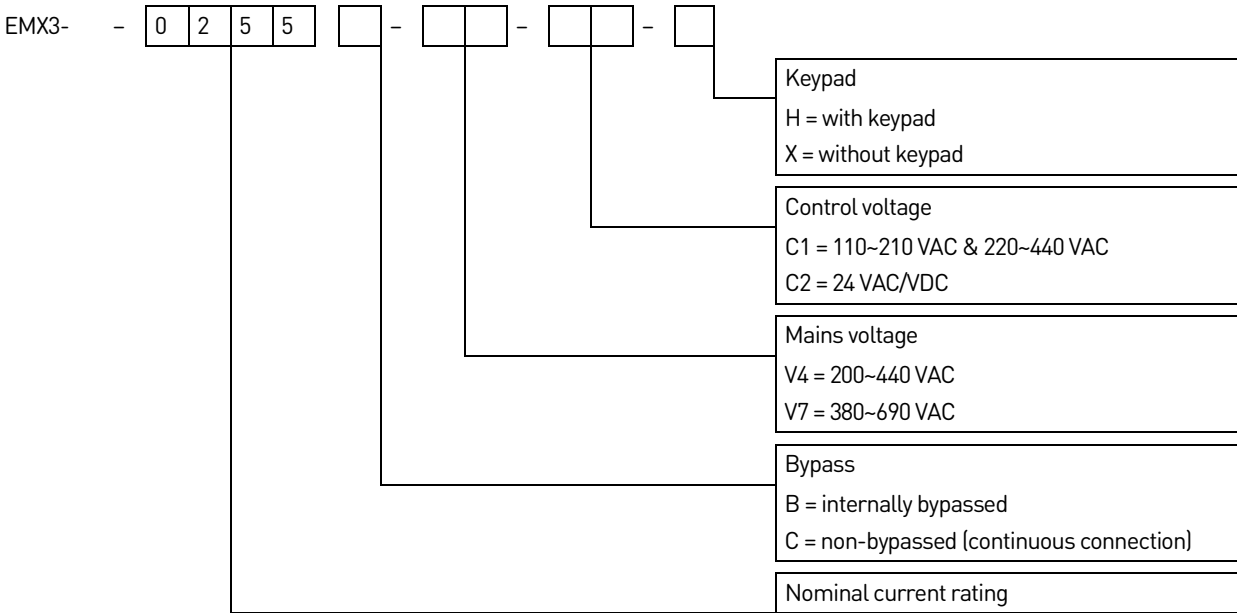 EMX3- – 0 2 5 5 – – –
Keypad
H = with keypad
X = without keypad
Control voltage
C1 = 110~210 VAC & 220~440 VAC
C2 = 24 VAC/VDC
Mains voltage
V4 = 200~440 VAC
V7 = 380~690 VAC
Bypass
B = internally bypassed
C = non-bypassed (continuous connection)
Nominal current rating